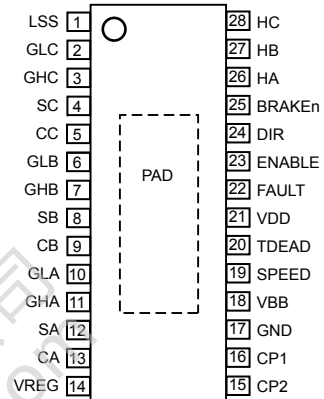 LSS 1
GLC 2
GHC 3
SC 4
CC 5
GLB 6
GHB 7
SB 8
CB 9
GLA 10
GHA 11
SA 12
CA 13
VREG 14
PAD
28 HC
27 HB
26 HA
25 BRAKEn
24 DIR
23 ENABLE
22 FAULT
21 VDD
20 TDEAD
19 SPEED
18 VBB
17 GND
16 CP1
15 CP2
司
om